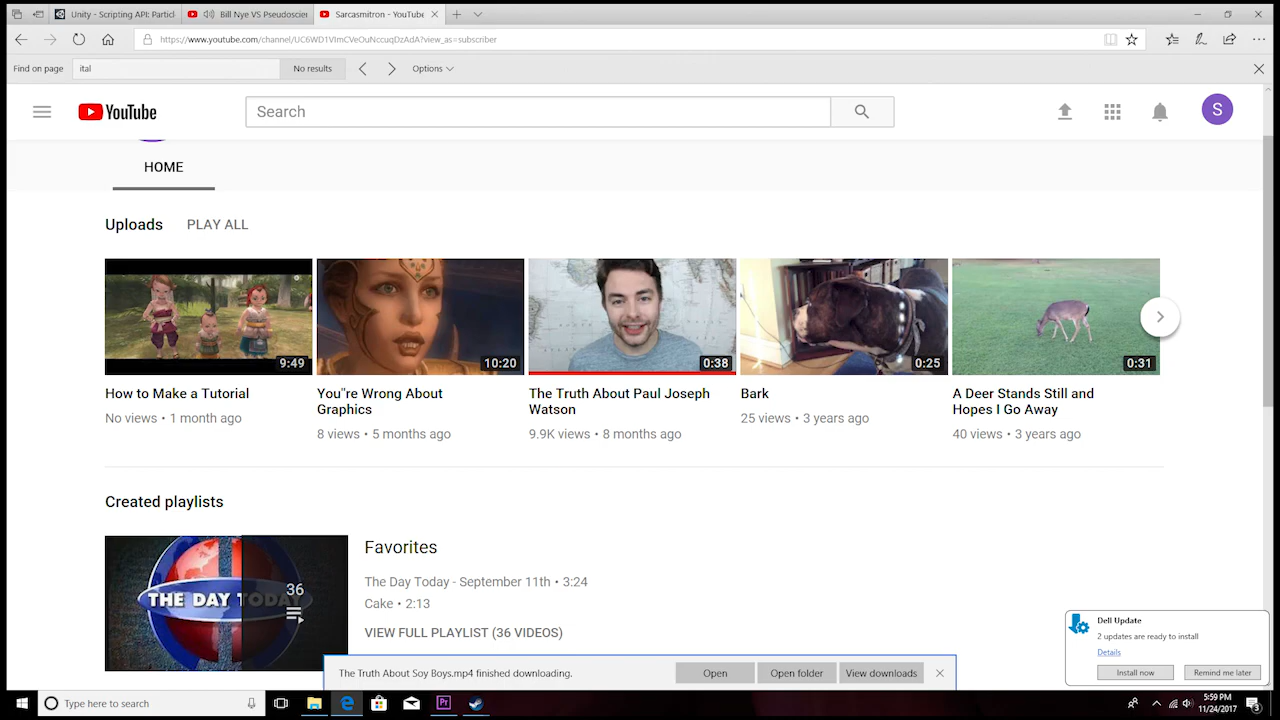 Unity - Scripting API: Particl
Bill Nye VS Pseudoscien
Sarcasmitron - YouTube
https://www.youtube.com/channel/UC6WD1VImCVeOuNccuqDzAdA?view_as=subscriber
Find on page
ital
No results
Options
YouTube
Search
S
HOME
Uploads
PLAY ALL
9:49
10:20
0:38
0:25
0:31
How to Make a Tutorial
No views • 1 month ago
You"re Wrong About
Graphics
8 views • 5 months ago
The Truth About Paul Joseph
Watson
9.9K views • 8 months ago
Bark
25 views • 3 years ago
A Deer Stands Still and
Hopes I Go Away
40 views • 3 years ago
Created playlists
THE DAY TODAY
36
Favorites
The Day Today - September 11th • 3:24
Cake • 2:13
VIEW FULL PLAYLIST (36 VIDEOS)
Dell Update
2 updates are ready to install
Details
Install now
Remind me later
The Truth About Soy Boys.mp4 finished downloading.
Open
Open folder
View downloads
Type here to search
Pr
5:59 PM
11/24/2017
3